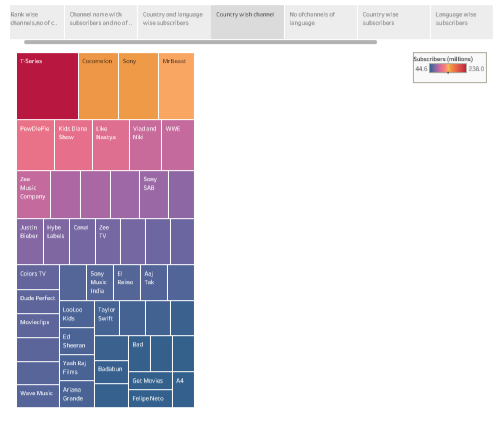 Rank wise
channels,no of c...
Channel name with
subscribers and no of ...
Country and language
wise subscribers
Country wish channel
No of channels of
language
Country wise
subscribers
Language wise
subscribers
Subscribers (millions)
44.6
238.0
T-Series
Cocomelon
Sony
MrBeast
PewDiePie
Kids Diana
Show
Like
Nastya
Vlad and
Niki
WWE
Zee
Music
Company
Sony
SAB
Justin
Bieber
Hybe
Labels
Canal
Zee
TV
Colors TV
Sony
Music
India
El
Reino
Aaj
Tak
Dude Perfect
LooLoo
Kids
Taylor
Swift
Movieclips
Ed
Sheeran
Bad
Yash Raj
Films
Badabun
Get Movies
A4
Wave Music
Ariana
Grande
Felipe Neto